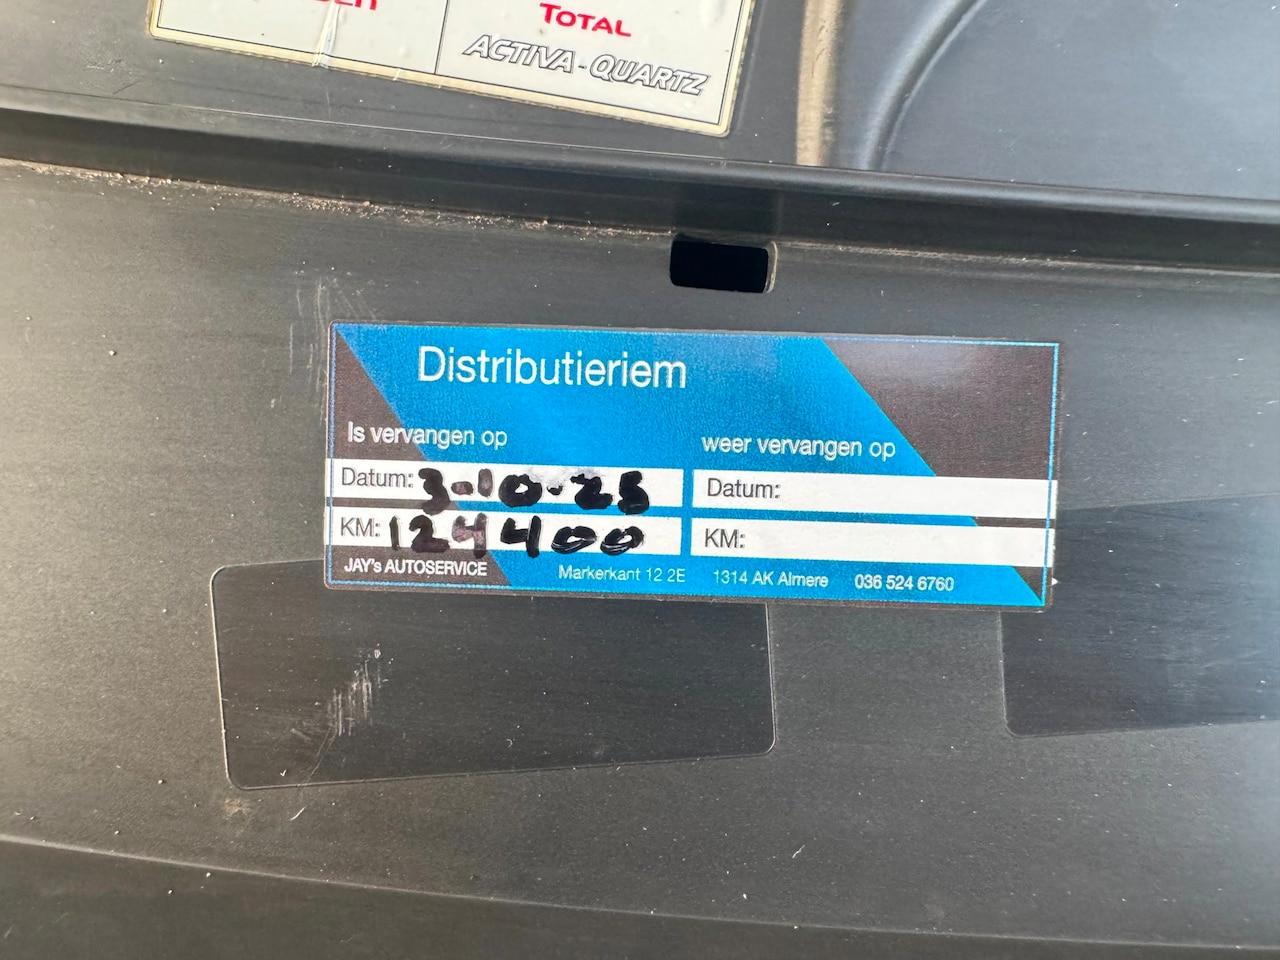 TOTAL
ACTIVA-QUARTZ
Distributieriem
Is vervangen op
weer vervangen op
Datum: 3-10-25
Datum:
KM: 124400
KM:
JAY's AUTOSERVICE
Markerkant 12 2E 1314 AK Almere 036 524 6760